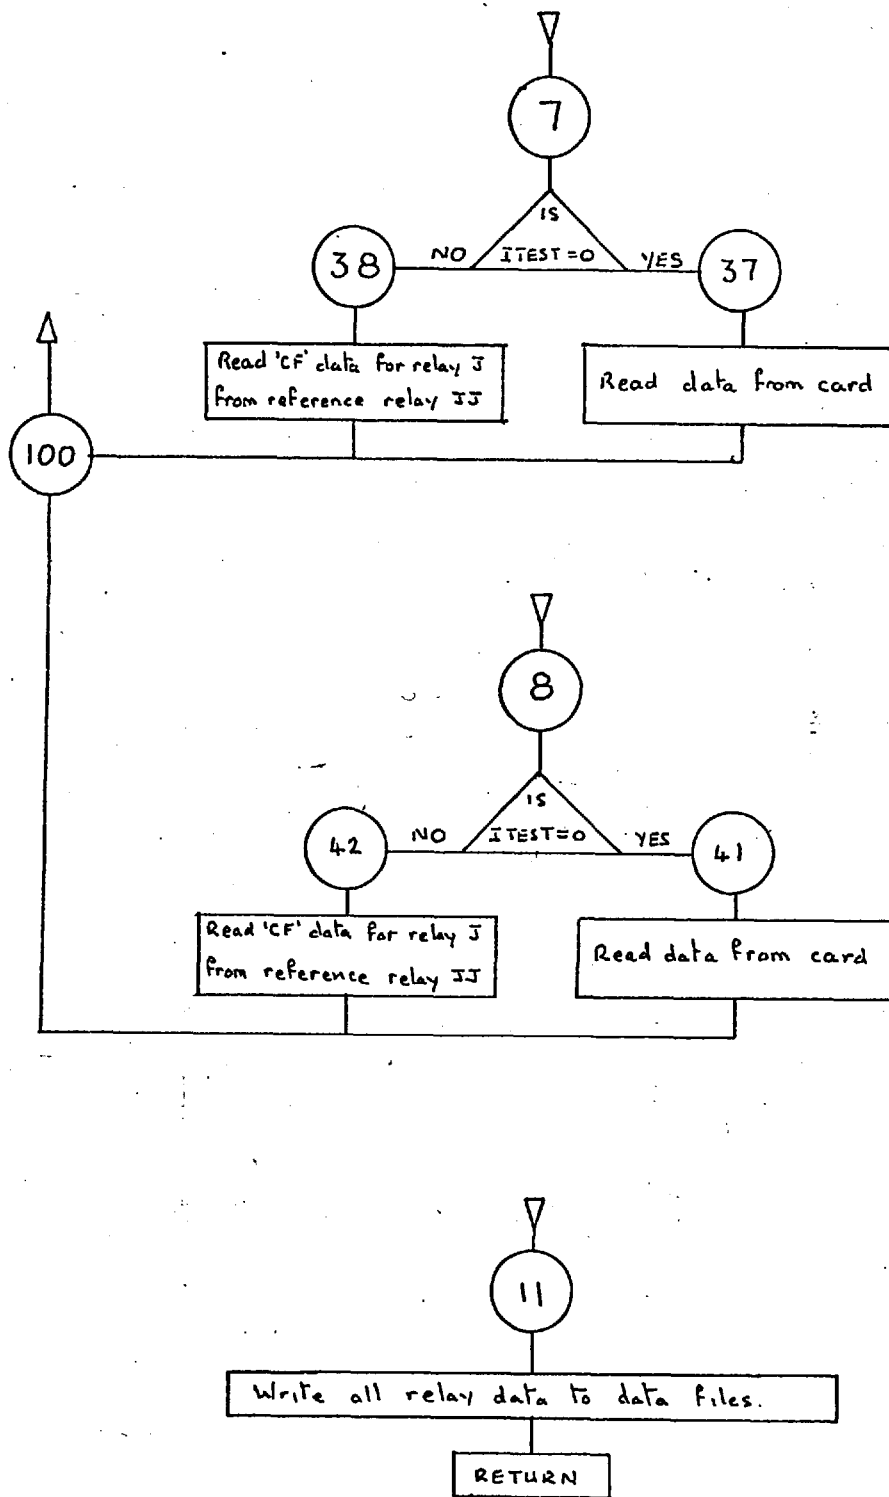 7
IS
ITEST=0
NO
YES
38
37
Read 'CF' data for relay J
from reference relay JJ
Read data from card
100
8
IS
ITEST=0
NO
YES
42
41
Read 'CF' data for relay J
from reference relay JJ
Read data from card
11
Write all relay data to data files.
RETURN